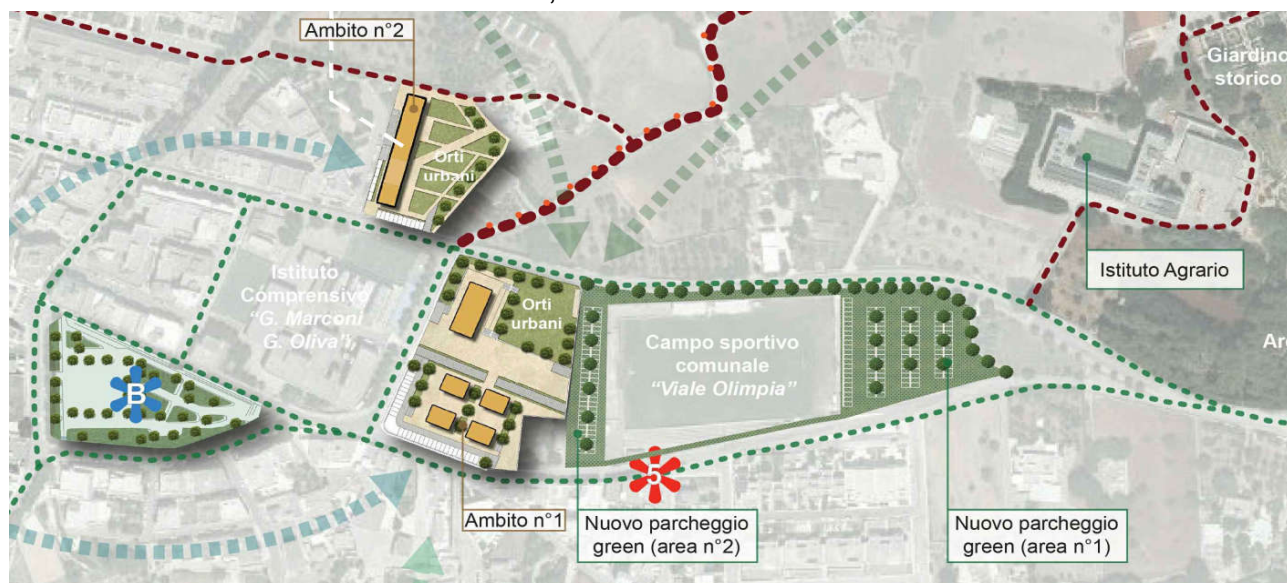 )
Ambito n°2
Giardino
storico
Orti
urbani
Istituto Agrario
Istituto
Comprensivo
"G. Marconi
G. Oliva"
Orti
urbani
Campo sportivo
comunale
"Viale Olimpia"
Ar
B
5
Ambito n°1
Nuovo parcheggio
green (area n°2)
Nuovo parcheggio
green (area n°1)